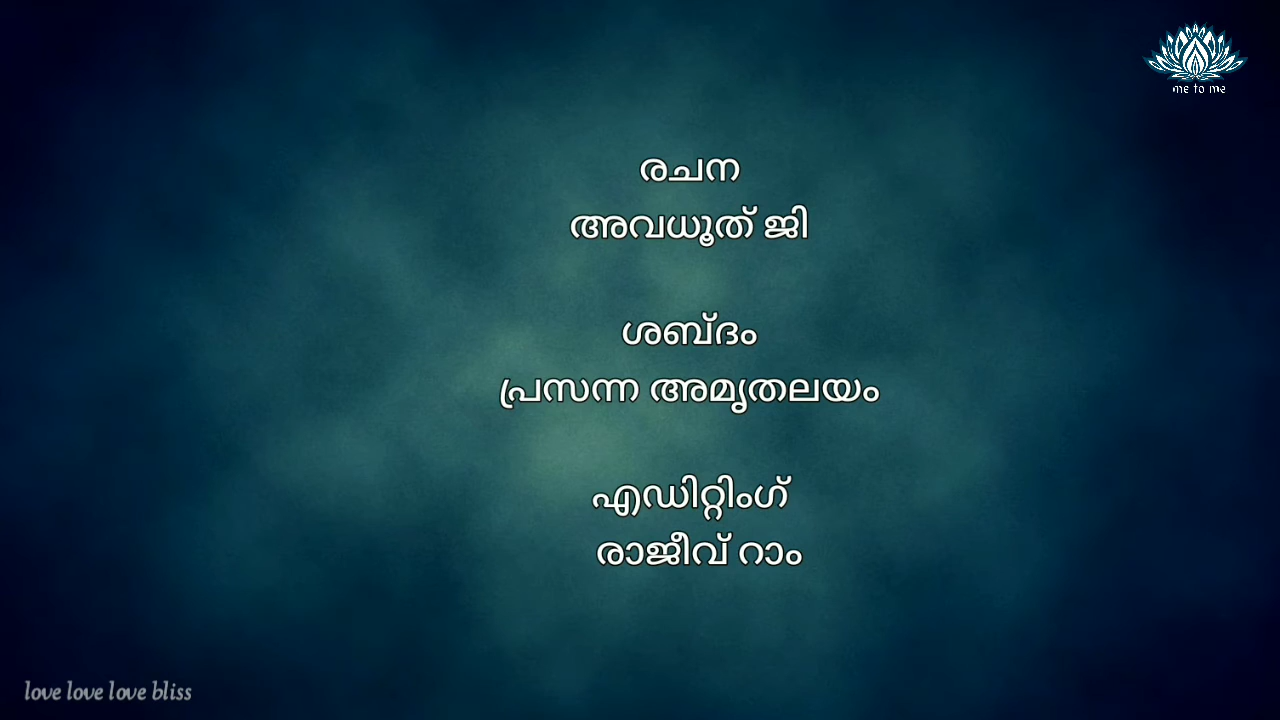 me to me
രചന
അവധൂത് ജി
ശബ്ദം
പ്രസന്ന അമൃതലയം
എഡിറ്റിംഗ്
രാജീവ് റാം
love love love bliss